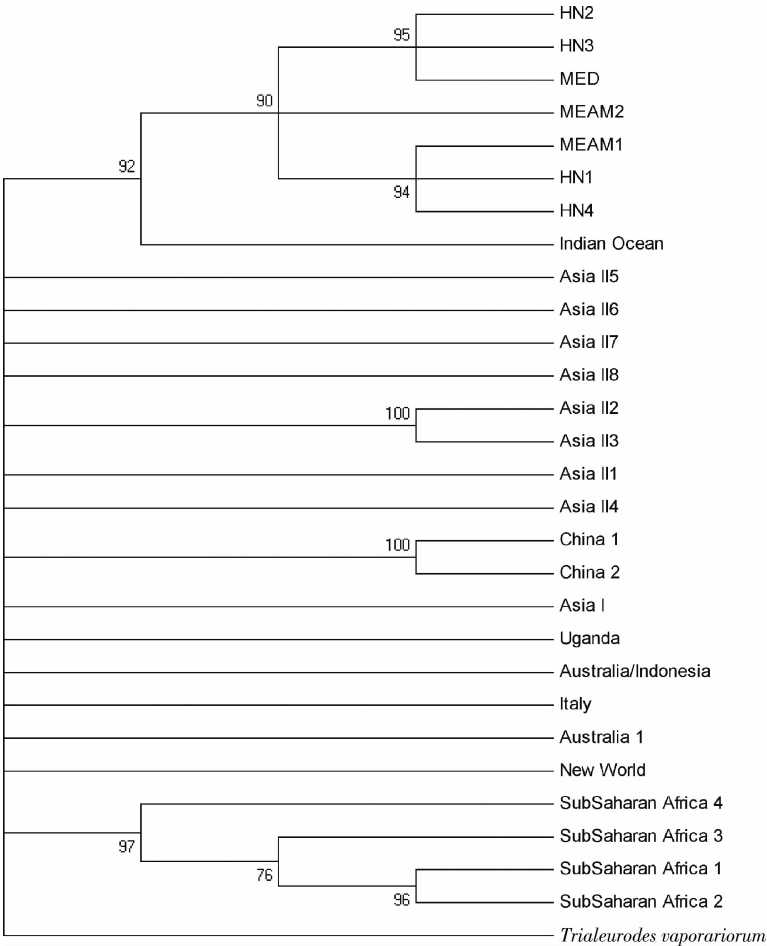 HN2
95
HN3
MED
90
MEAM2
MEAM1
92
HN1
94
HN4
Indian Ocean
Asia II5
Asia II6
Asia II7
Asia II8
Asia II2
100
Asia II3
Asia II1
Asia II4
China 1
100
China 2
Asia I
Uganda
Australia/Indonesia
Italy
Australia 1
New World
SubSaharan Africa 4
97
SubSaharan Africa 3
76
SubSaharan Africa 1
96
SubSaharan Africa 2
Trialeurodes vaporariorum